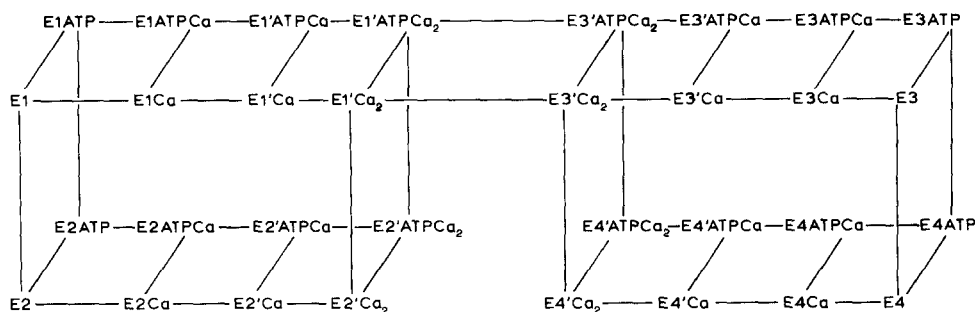 E1ATP E1ATPCa E1'ATPCa E1'ATPCa₂ E3'ATPCa₂ E3'ATPCa E3ATPCa E3ATP
E1 E1Ca E1'Ca E1'Ca₂ E3'Ca₂ E3'Ca E3Ca E3
E2ATP E2ATPCa E2'ATPCa E2'ATPCa₂ E4'ATPCa₂ E4'ATPCa E4ATPCa E4ATP
E2 E2Ca E2'Ca E2'Ca₂ E4'Ca₂ E4'Ca E4Ca E4